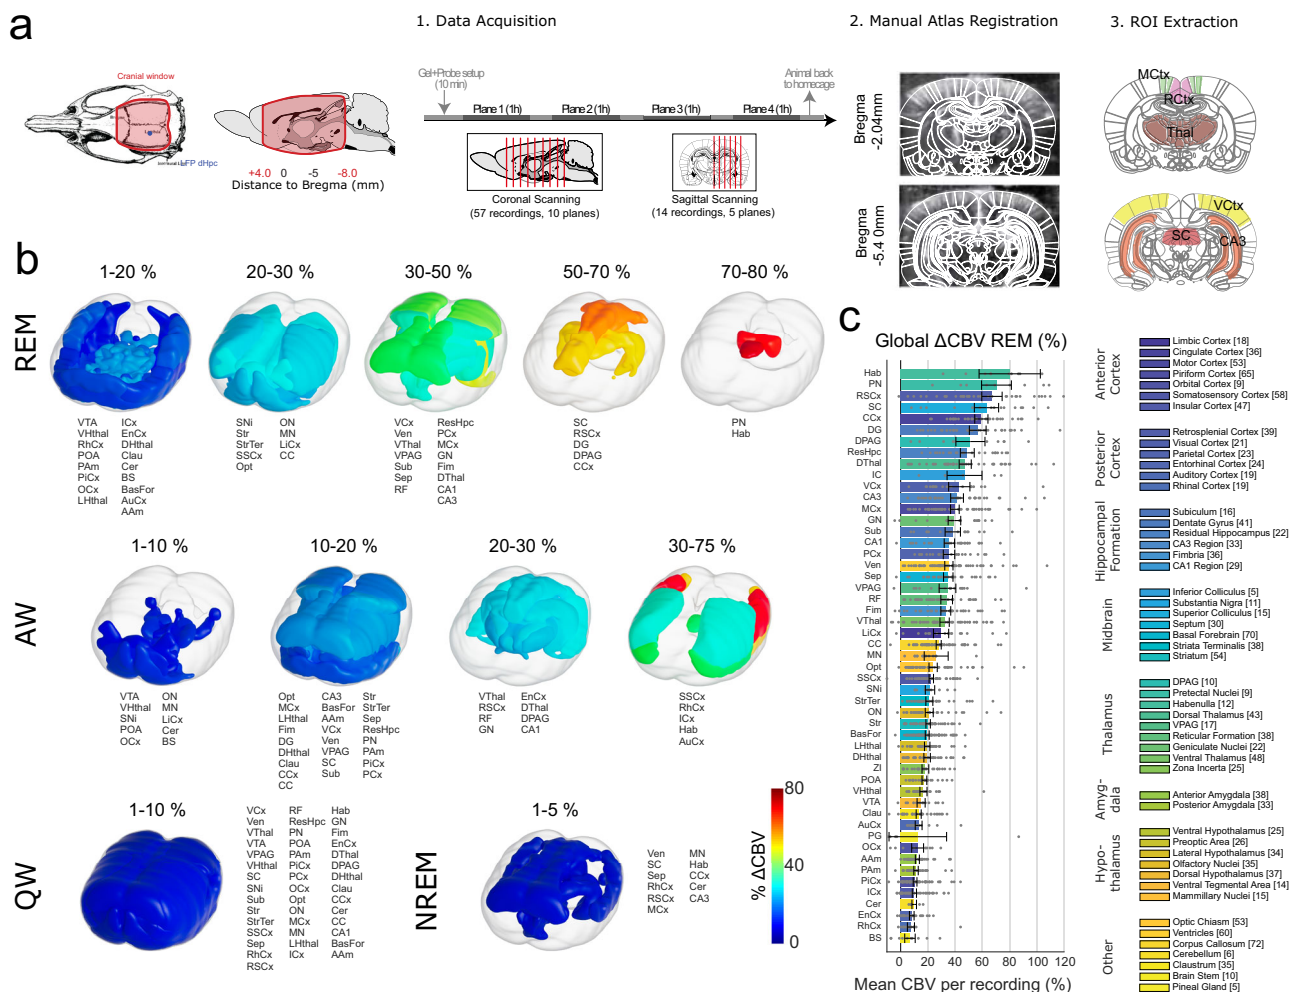 a
1. Data Acquisition
2. Manual Atlas Registration
3. ROI Extraction
Cranial window
LFP dHpc
+4.0 0 -5 -8.0
Distance to Bregma (mm)
Gel+Probe setup
(10 min)
Animal back
to homecage
Plane 1 (1h)
Plane 2 (1h)
Plane 3 (1h)
Plane 4 (1h)
Coronal Scanning
(57 recordings, 10 planes)
Sagittal Scanning
(14 recordings, 5 planes)
Bregma
-2.04mm
Bregma
-5.4 0mm
MCtx
RCtx
Thal
VCtx
SC
CA3
b
REM
1-20 %
20-30 %
30-50 %
50-70 %
70-80 %
VTA ICx
VHthal EnCx
RhCx DHthal
POA Clau
PAm Cer
PiCx BS
OCx BasFor
LHthal AuCx
AAm
SNi ON
Str MN
StrTer LiCx
SSCx CC
Opt
VCx ResHpc
Ven PCx
VThal MCx
VPAG GN
Sub Fim
Sep DThal
RF CA1
CA3
SC
RSCx
DG
DPAG
CCx
PN
Hab
AW
1-10 %
10-20 %
20-30 %
30-75 %
VTA ON
VHthal MN
SNi LiCx
POA Cer
OCx BS
Opt CA3 Str
MCx BasFor StrTer
LHthal AAm Sep
Fim VCx ResHpc
DG Ven PN
DHthal VPAG PAm
Clau SC PiCx
CCx Sub PCx
CC
VThal EnCx
RSCx DThal
RF DPAG
GN CA1
SSCx
RhCx
ICx
Hab
AuCx
QW
1-10 %
VCx RF Hab
Ven ResHpc GN
VThal PN Fim
VTA POA EnCx
VPAG PAm DThal
VHthal PiCx DPAG
SC PCx DHthal
SNi OCx Clau
Sub Opt CCx
Str ON Cer
StrTer MCx CC
SSCx MN CA1
Sep LHthal BasFor
RhCx ICx AAm
RSCx
NREM
1-5 %
Ven MN
SC Hab
Sep CCx
RhCx Cer
RSCx CA3
MCx
% ΔCBV
80
40
0
c
Global ΔCBV REM (%)
Hab
PN
RSCx
SC
CCx
DG
DPAG
ResHpc
DThal
IC
VCx
CA3
MCx
GN
Sub
CA1
PCx
Ven
Sep
VPAG
RF
Fim
VThal
LiCx
CC
MN
Opt
SSCx
SNi
StrTer
ON
Str
BasFor
LHthal
DHthal
ZI
POA
VHthal
VTA
Clau
AuCx
PG
OCx
AAm
PAm
PiCx
ICx
Cer
EnCx
RhCx
BS
0 20 40 60 80 100 120
Mean CBV per recording (%)
Anterior
Cortex
Limbic Cortex [18]
Cingulate Cortex [36]
Motor Cortex [53]
Piriform Cortex [65]
Orbital Cortex [9]
Somatosensory Cortex [58]
Insular Cortex [47]
Posterior
Cortex
Retrosplenial Cortex [39]
Visual Cortex [21]
Parietal Cortex [23]
Entorhinal Cortex [24]
Auditory Cortex [19]
Rhinal Cortex [19]
Hippocampal
Formation
Subiculum [16]
Dentate Gyrus [41]
Residual Hippocampus [22]
CA3 Region [33]
Fimbria [36]
CA1 Region [29]
Midbrain
Inferior Colliculus [5]
Substantia Nigra [11]
Superior Colliculus [15]
Septum [30]
Basal Forebrain [70]
Striata Terminalis [38]
Striatum [54]
Thalamus
DPAG [10]
Pretectal Nuclei [9]
Habenulla [12]
Dorsal Thalamus [43]
VPAG [17]
Reticular Formation [38]
Geniculate Nuclei [22]
Ventral Thalamus [48]
Zona Incerta [25]
Amyg-
dala
Anterior Amygdala [38]
Posterior Amygdala [33]
Hypo-
thalamus
Ventral Hypothalamus [25]
Preoptic Area [26]
Lateral Hypothalamus [34]
Olfactory Nuclei [35]
Dorsal Hypothalamus [37]
Ventral Tegmental Area [14]
Mammillary Nuclei [15]
Other
Optic Chiasm [53]
Ventricles [60]
Corpus Callosum [72]
Cerebellum [6]
Claustrum [35]
Brain Stem [10]
Pineal Gland [5]